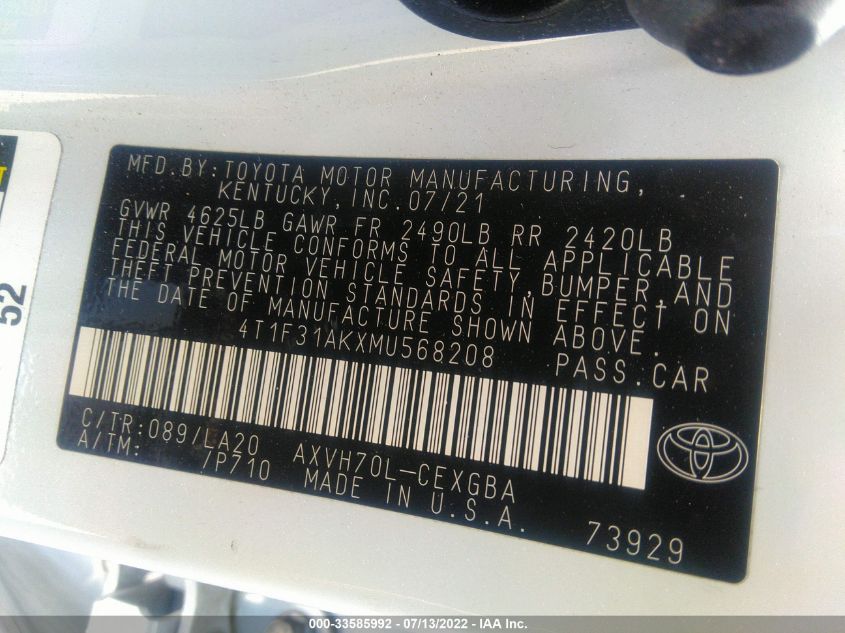 MFD.BY:TOYOTA MOTOR MANUFACTURING,
KENTUCKY,INC.07/21
GVWR 4625LB GAWR FR 2490LB RR 2420LB
THIS VEHICLE CONFORMS TO ALL APPLICABLE
FEDERAL MOTOR VEHICLE SAFETY,BUMPER,AND
THEFT PREVENTION STANDARDS IN EFFECT ON
THE DATE OF MANUFACTURE SHOWN ABOVE.
4T1F31AKXMU568208 PASS.CAR
C/TR:089/LA20 AXVH70L-CEXGBA
A/TM: 7P710 MADE IN U.S.A.
73929
52
000-33585992 - 07/13/2022 - IAA Inc.